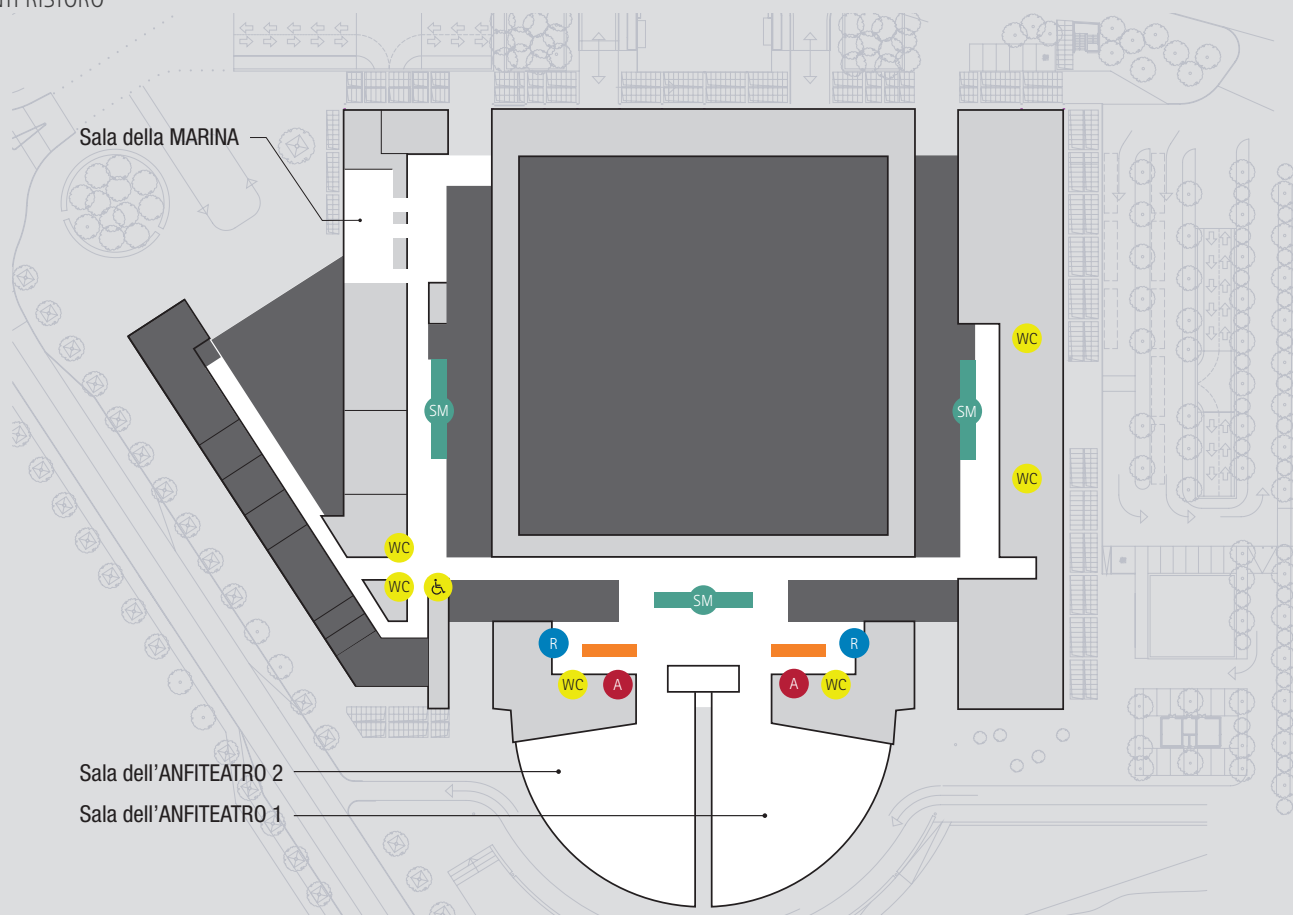 RISTORO
Sala della MARINA
WC
SM
SM
WC
WC
WC
SM
R
R
WC
A
A
WC
Sala dell'ANFITEATRO 2
Sala dell'ANFITEATRO 1